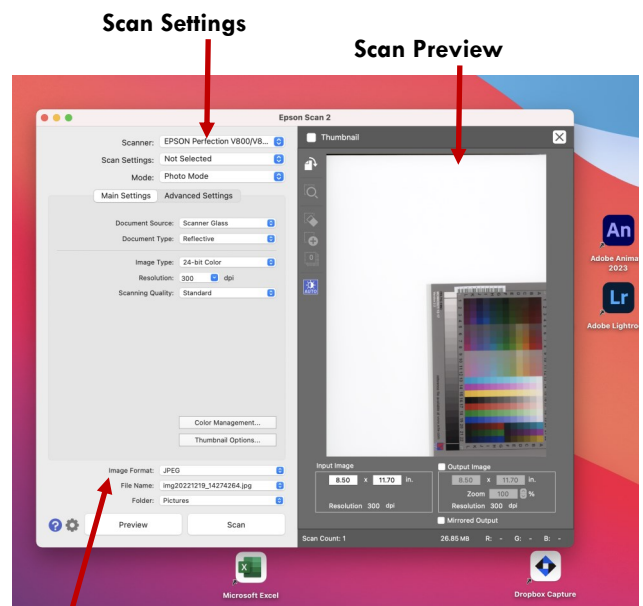 Scan Settings
Scan Preview
Epson Scan 2
Scanner: EPSON Perfection V800/V8...
Scan Settings: Not Selected
Mode: Photo Mode
Main Settings Advanced Settings
Document Source: Scanner Glass
Document Type: Reflective
Image Type: 24-bit Color
Resolution: 300 dpi
Scanning Quality: Standard
Color Management...
Thumbnail Options...
Image Format: JPEG
File Name: img20221219_14274264.jpg
Folder: Pictures
? Preview Scan
Thumbnail
AUTO
Input Image
8.50 x 11.70 in.
Resolution 300 dpi
Output Image
8.50 x 11.70 in.
Zoom 100 %
Resolution 300 dpi
Mirrored Output
Scan Count: 1 26.85 MB R: - G: - B: -
An
Adobe Anima
2023
Lr
Adobe Lightro
X
Microsoft Excel
Dropbox Capture